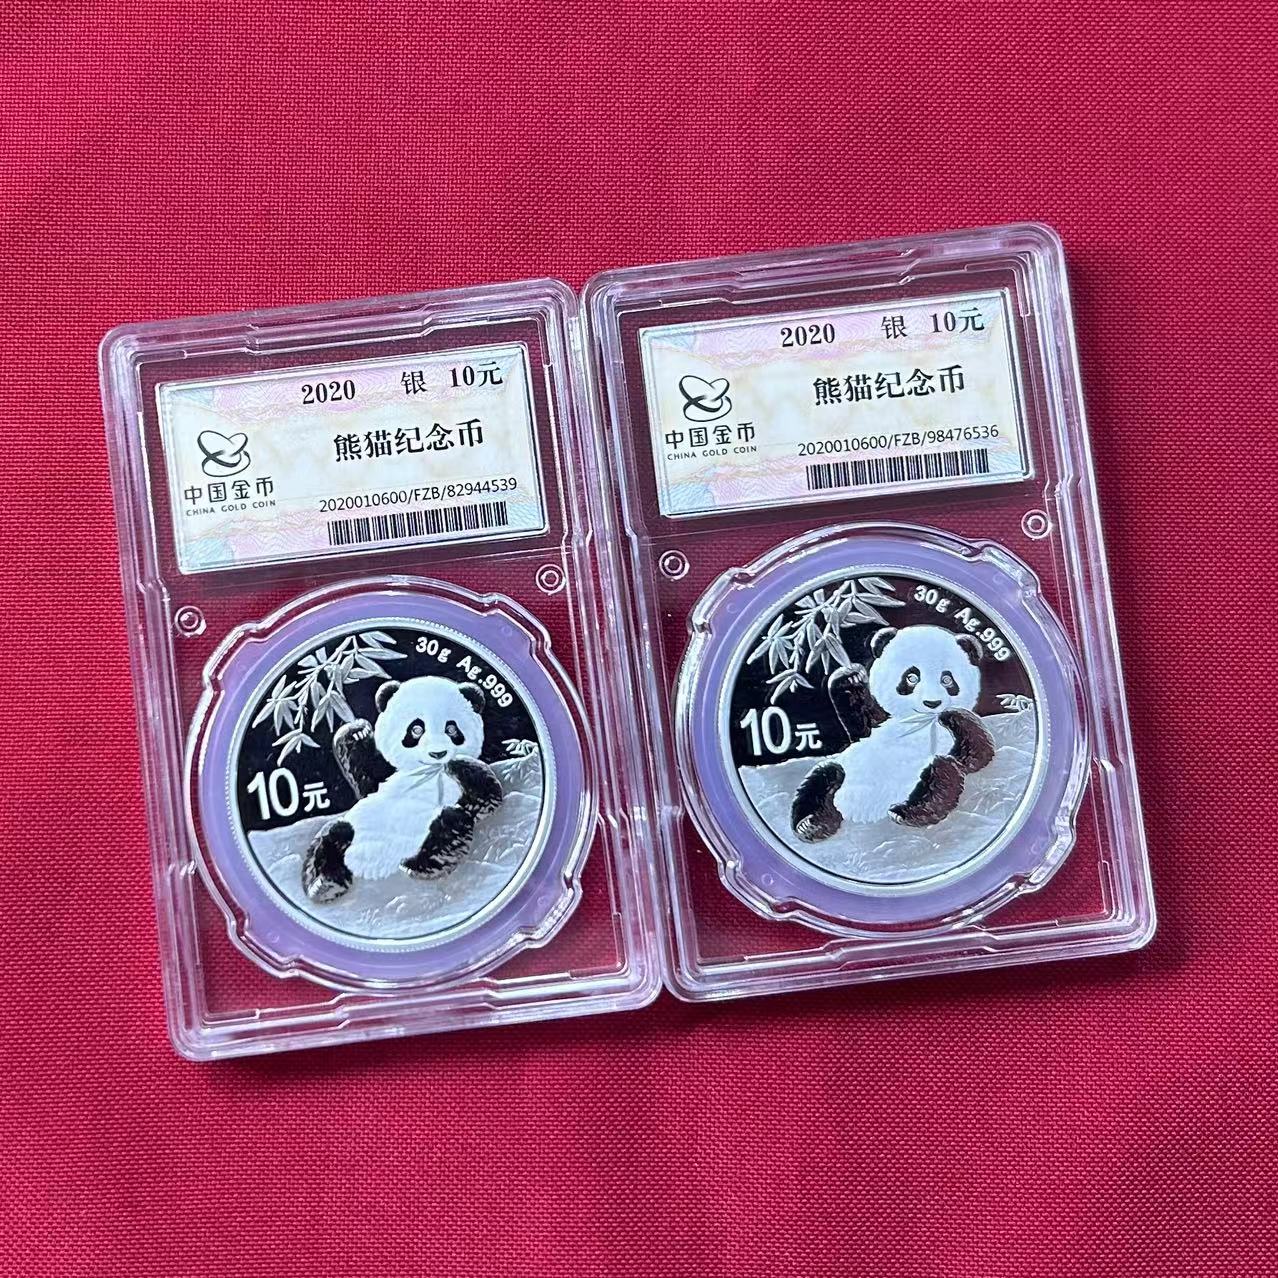 2020 银 10元
熊猫纪念币
中国金币
CHINA GOLD COIN
2020010600/FZB/82944539
30g Ag.999
10元
2020 银 10元
熊猫纪念币
中国金币
CHINA GOLD COIN
2020010600/FZB/98476536
30g Ag.999
10元